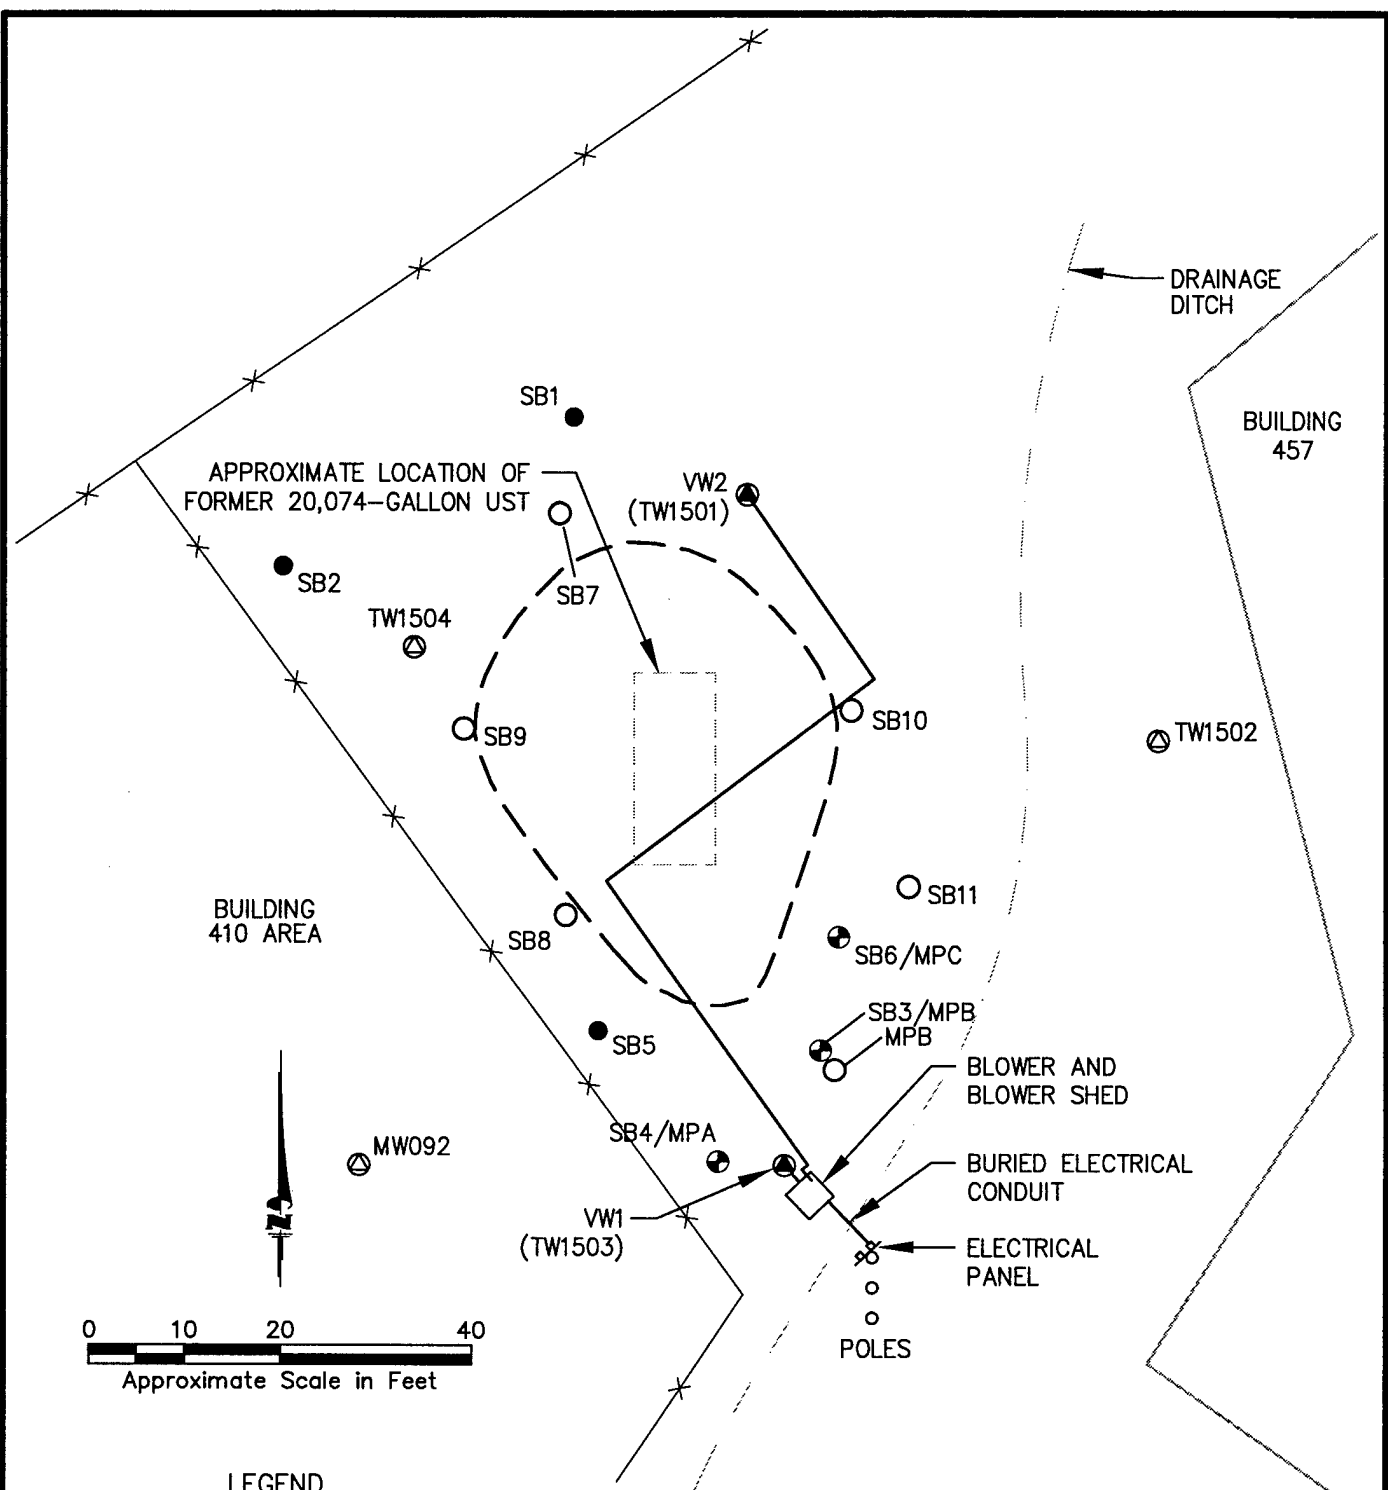 DRAINAGE
DITCH
SB1
BUILDING
457
APPROXIMATE LOCATION OF
FORMER 20,074-GALLON UST
VW2
(TW1501)
SB2
SB7
TW1504
SB9
SB10
TW1502
SB11
BUILDING
410 AREA
SB8
SB6/MPC
SB3/MPB
MPB
SB5
BLOWER AND
BLOWER SHED
SB4/MPA
MW092
BURIED ELECTRICAL
CONDUIT
VW1
(TW1503)
N
ELECTRICAL
PANEL
POLES
0 10 20 40
Approximate Scale in Feet
LEGEND